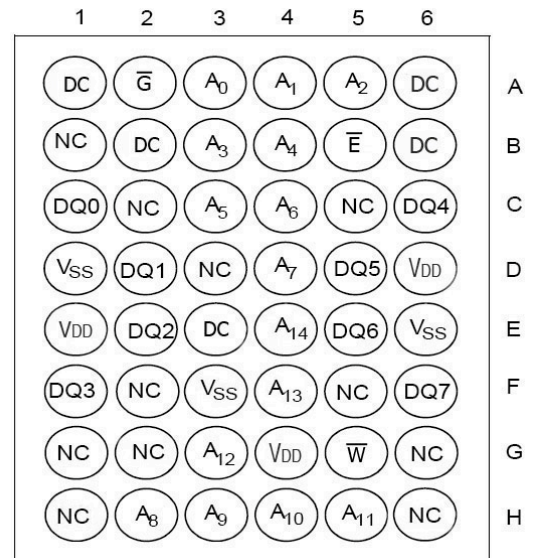 1 2 3 4 5 6
DC G̅ A₀ A₁ A₂ DC A
NC DC A₃ A₄ E̅ DC B
DQ0 NC A₅ A₆ NC DQ4 C
VSS DQ1 NC A₇ DQ5 VDD D
VDD DQ2 DC A₁₄ DQ6 VSS E
DQ3 NC VSS A₁₃ NC DQ7 F
NC NC A₁₂ VDD W̅ NC G
NC A₈ A₉ A₁₀ A₁₁ NC H